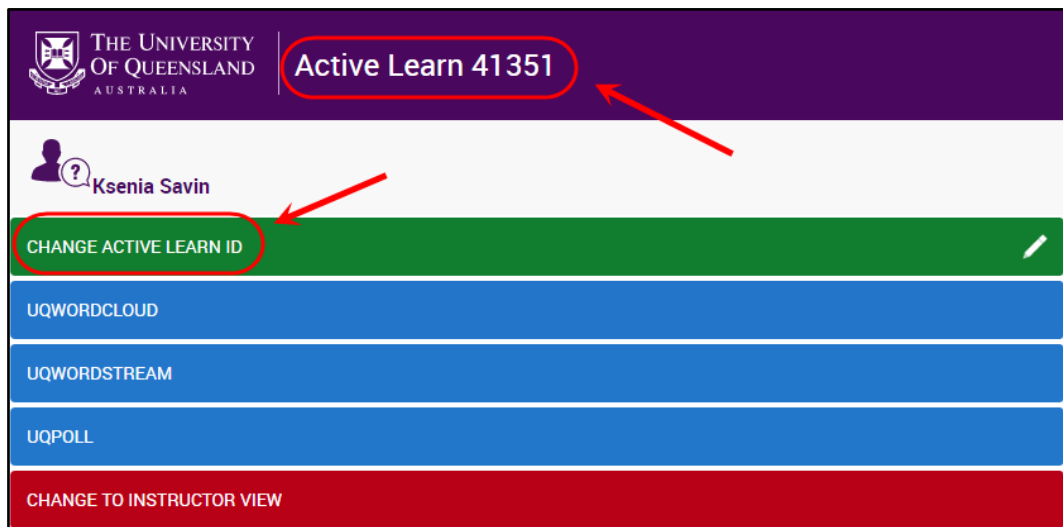 THE UNIVERSITY
OF QUEENSLAND
AUSTRALIA
Active Learn 41351
?
Ksenia Savin
CHANGE ACTIVE LEARN ID
UQWORDCLOUD
UQWORDSTREAM
UQPOLL
CHANGE TO INSTRUCTOR VIEW